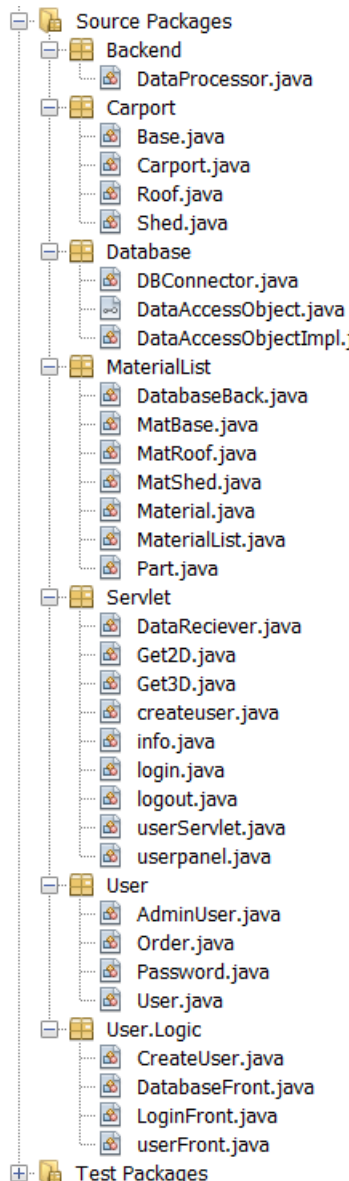 Source Packages
Backend
DataProcessor.java
Carport
Base.java
Carport.java
Roof.java
Shed.java
Database
DBConnector.java
DataAccessObject.java
DataAccessObjectImpl.j
MaterialList
DatabaseBack.java
MatBase.java
MatRoof.java
MatShed.java
Material.java
MaterialList.java
Part.java
Servlet
DataReciever.java
Get2D.java
Get3D.java
createuser.java
info.java
login.java
logout.java
userServlet.java
userpanel.java
User
AdminUser.java
Order.java
Password.java
User.java
User.Logic
CreateUser.java
DatabaseFront.java
LoginFront.java
userFront.java
Test Packages